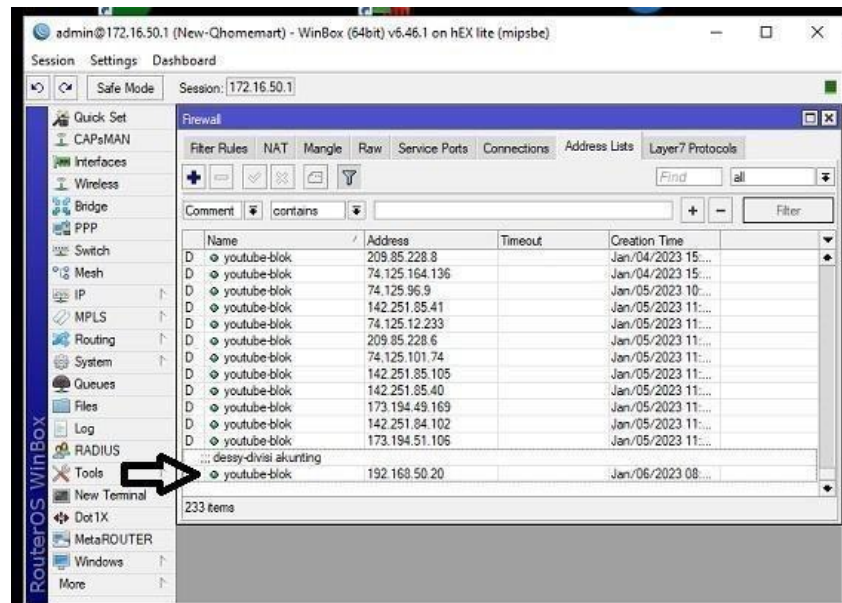 admin@172.16.50.1 (New-Qhomemart) - WinBox (64bit) v6.46.1 on hEX lite (mipsbe)
Session Settings Dashboard
Safe Mode Session: 172.16.50.1
RouterOS WinBox
Quick Set
CAPsMAN
Interfaces
Wireless
Bridge
PPP
Switch
Mesh
IP
MPLS
Routing
System
Queues
Files
Log
RADIUS
Tools
New Terminal
Dot1X
MetaROUTER
Windows
More
Firewall
Filter Rules NAT Mangle Raw Service Ports Connections Address Lists Layer7 Protocols
Find all
Comment contains + - Filter
Name Address Timeout Creation Time
D youtube-blok 209.85.228.8 Jan/04/2023 15:...
D youtube-blok 74.125.164.136 Jan/04/2023 15:...
D youtube-blok 74.125.96.9 Jan/05/2023 10:...
D youtube-blok 142.251.85.41 Jan/05/2023 11:...
D youtube-blok 74.125.12.233 Jan/05/2023 11:...
D youtube-blok 209.85.228.6 Jan/05/2023 11:...
D youtube-blok 74.125.101.74 Jan/05/2023 11:...
D youtube-blok 142.251.85.105 Jan/05/2023 11:...
D youtube-blok 142.251.85.40 Jan/05/2023 11:...
D youtube-blok 173.194.49.169 Jan/05/2023 11:...
D youtube-blok 142.251.84.102 Jan/05/2023 11:...
D youtube-blok 173.194.51.106 Jan/05/2023 11:...
::: dessy-divisi akunting
youtube-blok 192.168.50.20 Jan/06/2023 08:...
233 items